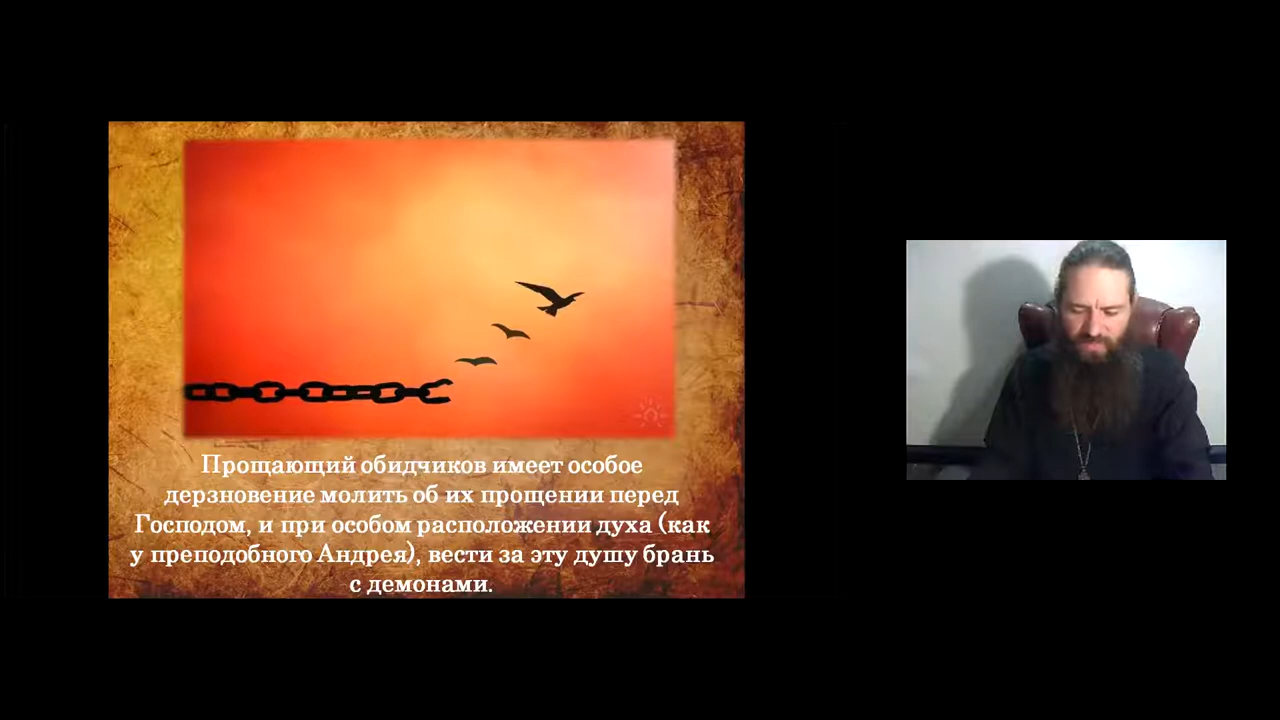 Прощающий обидчиков имеет особое
дерзновение молить об их прощении перед
Господом, и при особом расположении духа (как
у преподобного Андрея), вести за эту душу брань
с демонами.